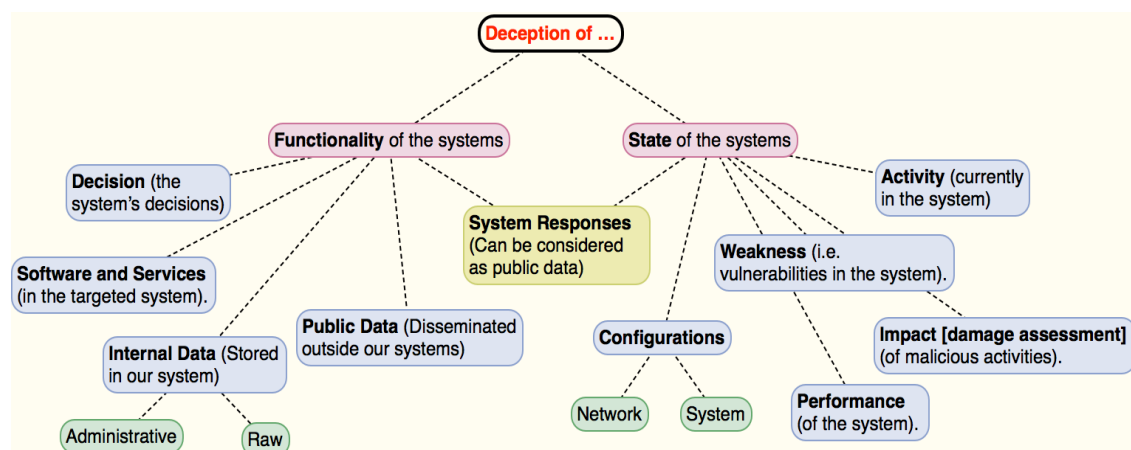 Deception of ...
Functionality of the systems
State of the systems
Decision (the
system's decisions)
Activity (currently
in the system)
System Responses
(Can be considered
as public data)
Weakness (i.e.
vulnerabilities in the system).
Software and Services
(in the targeted system).
Public Data (Disseminated
outside our systems)
Configurations
Impact [damage assessment]
(of malicious activities).
Internal Data (Stored
in our system)
Performance
(of the system).
Network
System
Administrative
Raw